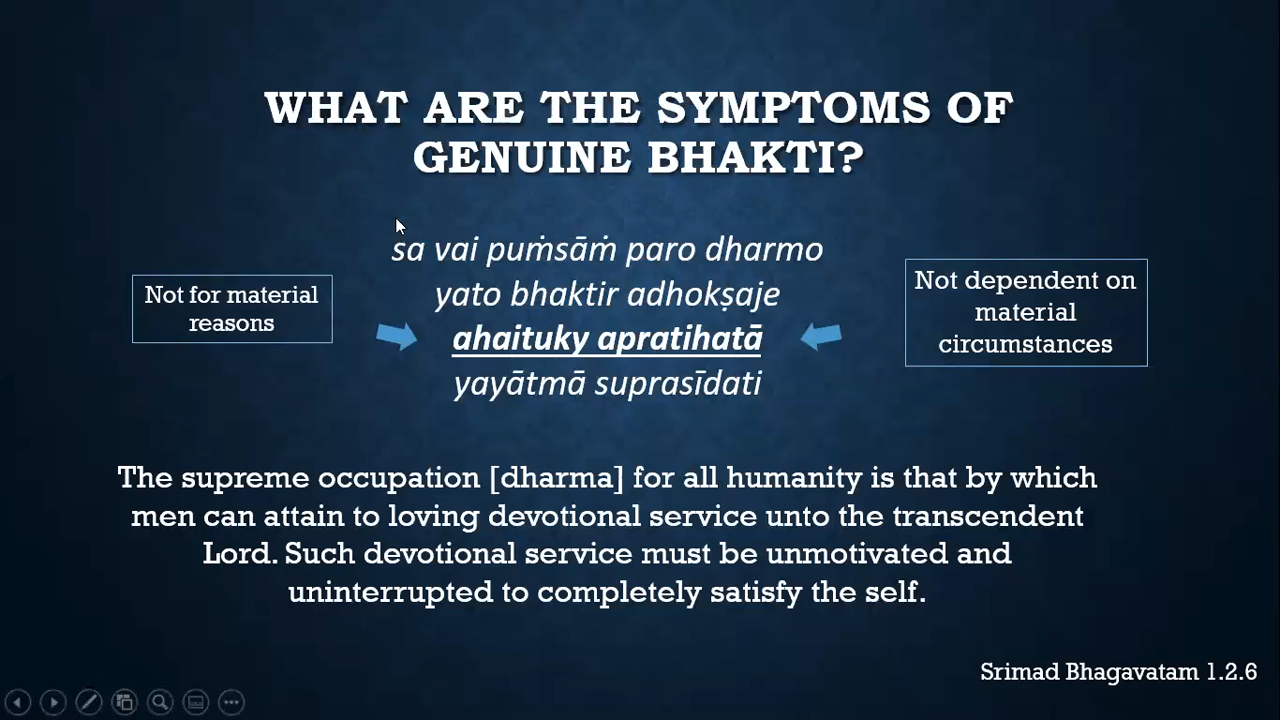 WHAT ARE THE SYMPTOMS OF
GENUINE BHAKTI?
sa vai puṁsāṁ paro dharmo
yato bhaktir adhokṣaje
ahaituky apratihatā
yayātmā suprasīdati
Not for material
reasons
Not dependent on
material
circumstances
The supreme occupation [dharma] for all humanity is that by which
men can attain to loving devotional service unto the transcendent
Lord. Such devotional service must be unmotivated and
uninterrupted to completely satisfy the self.
Srimad Bhagavatam 1.2.6